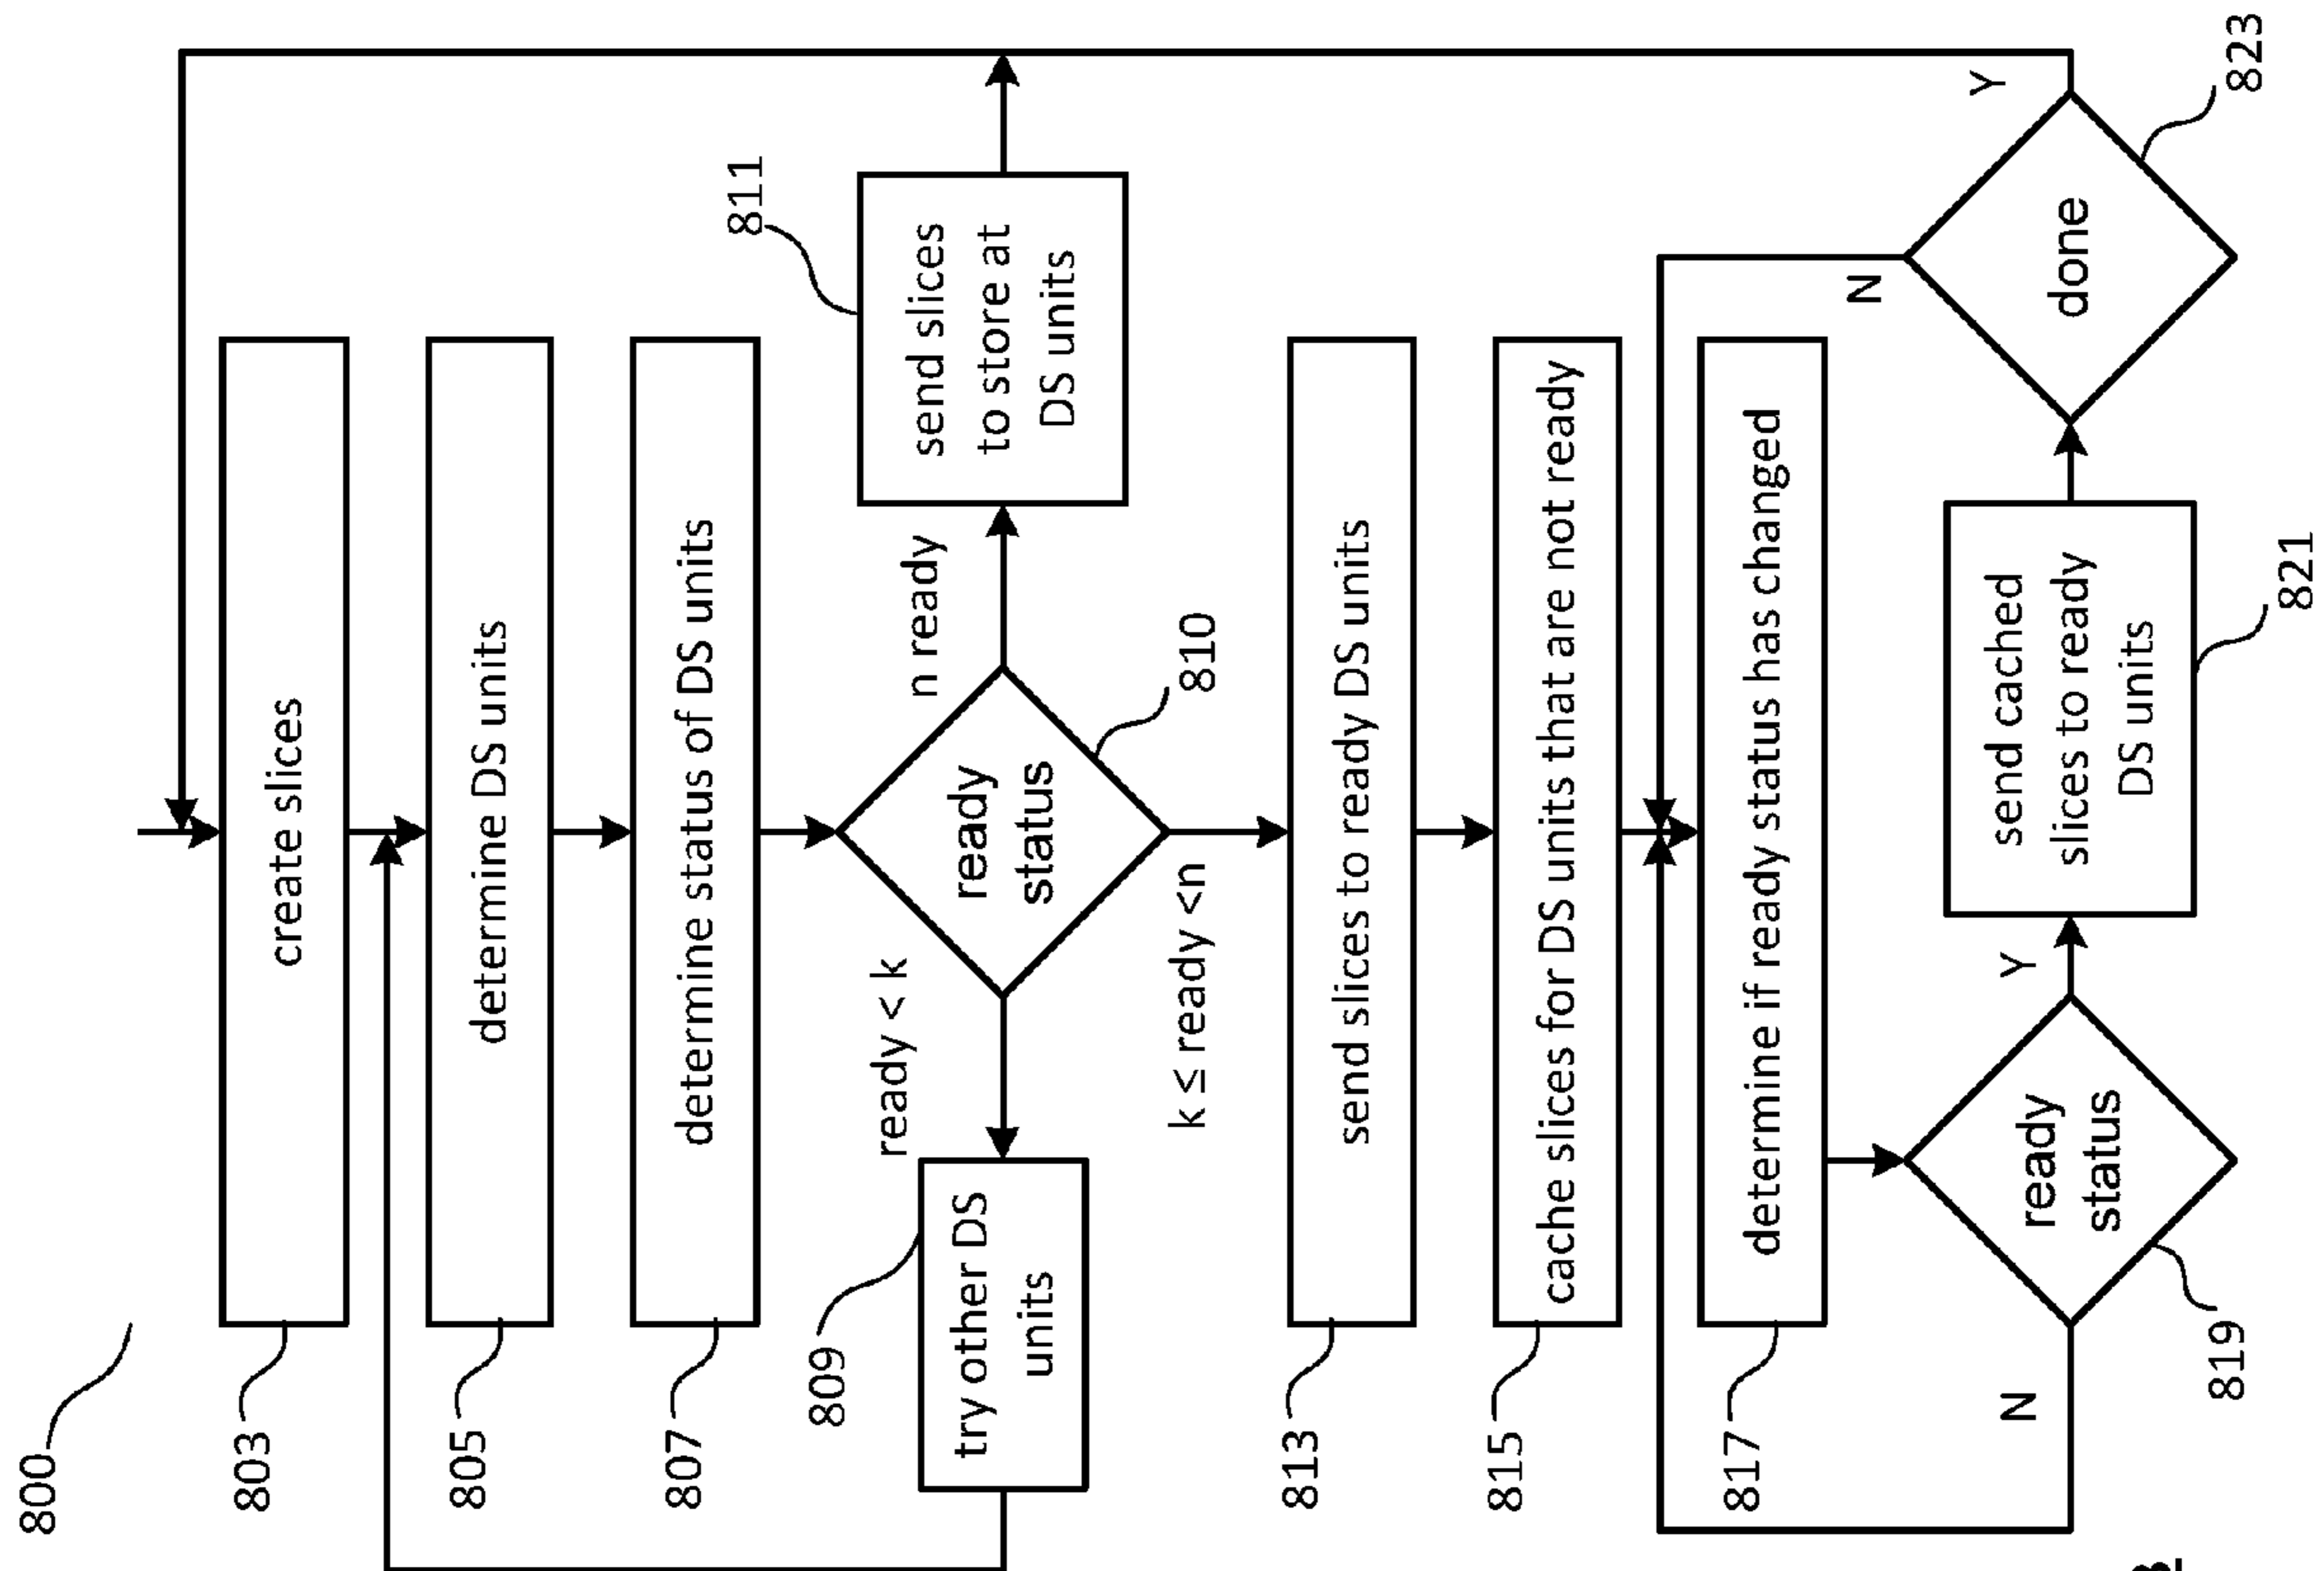 800
803
create slices
805
determine DS units
807
determine status of DS units
809
try other DS
units
ready < k
ready
status
810
n ready
811
send slices
to store at
DS units
k ≤ ready <n
813
send slices to ready DS units
815
cache slices for DS units that are not ready
817
determine if ready status has changed
N
819
ready
status
Y
send cached
slices to ready
DS units
821
N
done
Y
823